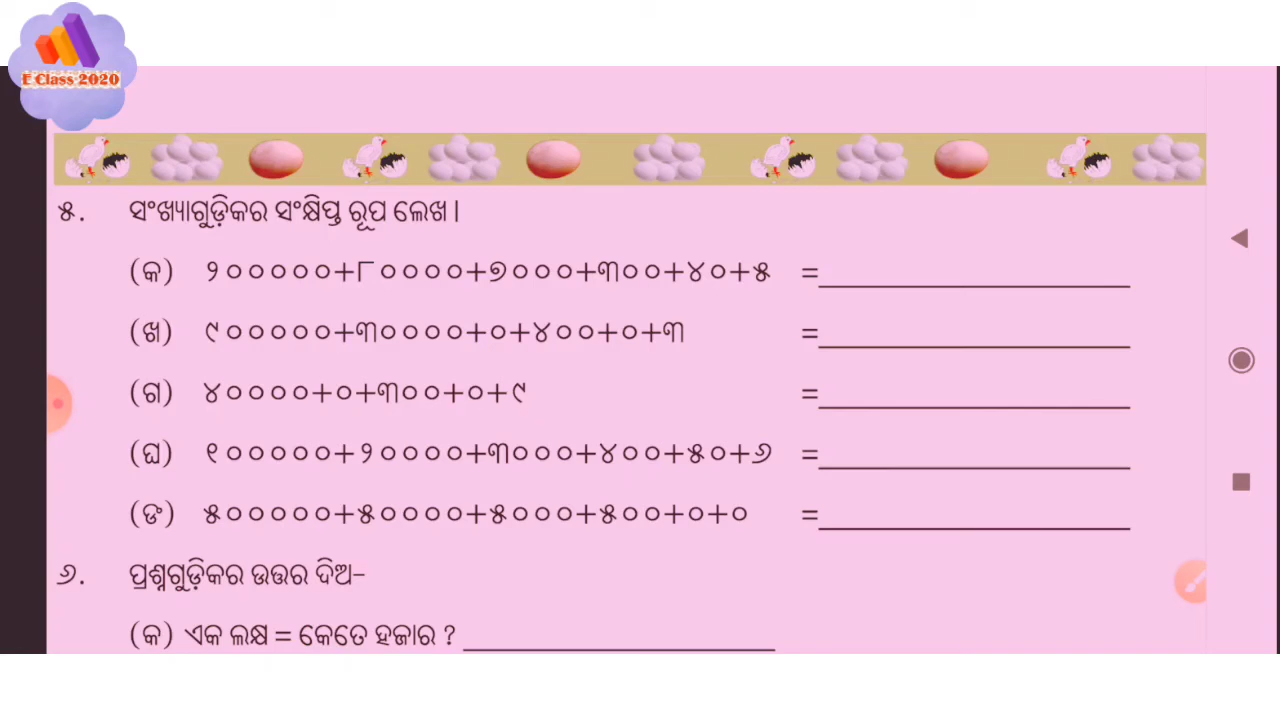 E Class 2020
୫. ସଂଖ୍ୟାଗୁଡ଼ିକର ସଂକ୍ଷିପ୍ତ ରୂପ ଲେଖ।
(କ) ୨୦୦୦୦୦+୮୦୦୦୦+୭୦୦୦+୩୦୦+୪୦+୫ =
(ଖ) ୯୦୦୦୦୦+୩୦୦୦୦+୦+୪୦୦+୦+୩ =
(ଗ) ୪୦୦୦୦+୦+୩୦୦+୦+୯ =
(ଘ) ୧୦୦୦୦୦+୨୦୦୦୦+୩୦୦୦+୪୦୦+୫୦+୬ =
(ଙ) ୫୦୦୦୦୦+୫୦୦୦୦+୫୦୦୦+୫୦୦+୦+୦ =
୬. ପ୍ରଶ୍ନଗୁଡ଼ିକର ଉତ୍ତର ଦିଅ-
(କ) ଏକ ଲକ୍ଷ = କେତେ ହଜାର ?